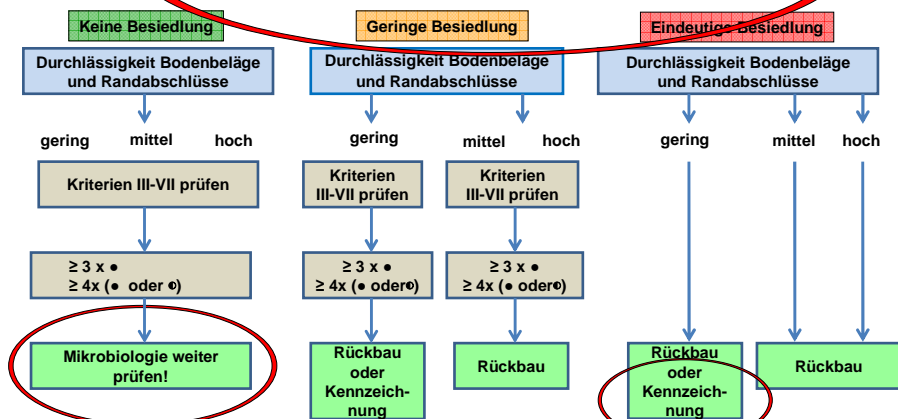 Keine Besiedlung
Geringe Besiedlung
Eindeutige Besiedlung
Durchlässigkeit Bodenbeläge
und Randabschlüsse
Durchlässigkeit Bodenbeläge
und Randabschlüsse
Durchlässigkeit Bodenbeläge
und Randabschlüsse
gering mittel hoch
gering mittel hoch
gering mittel hoch
Kriterien III-VII prüfen
Kriterien
III-VII prüfen
Kriterien
III-VII prüfen
≥ 3 x ●
≥ 4x (● oder ◐)
≥ 3 x ●
≥ 4x (● oder◐)
≥ 3 x ●
≥ 4x (● oder◐)
Mikrobiologie weiter
prüfen!
Rückbau
oder
Kennzeich-
nung
Rückbau
Rückbau
oder
Kennzeich-
nung
Rückbau